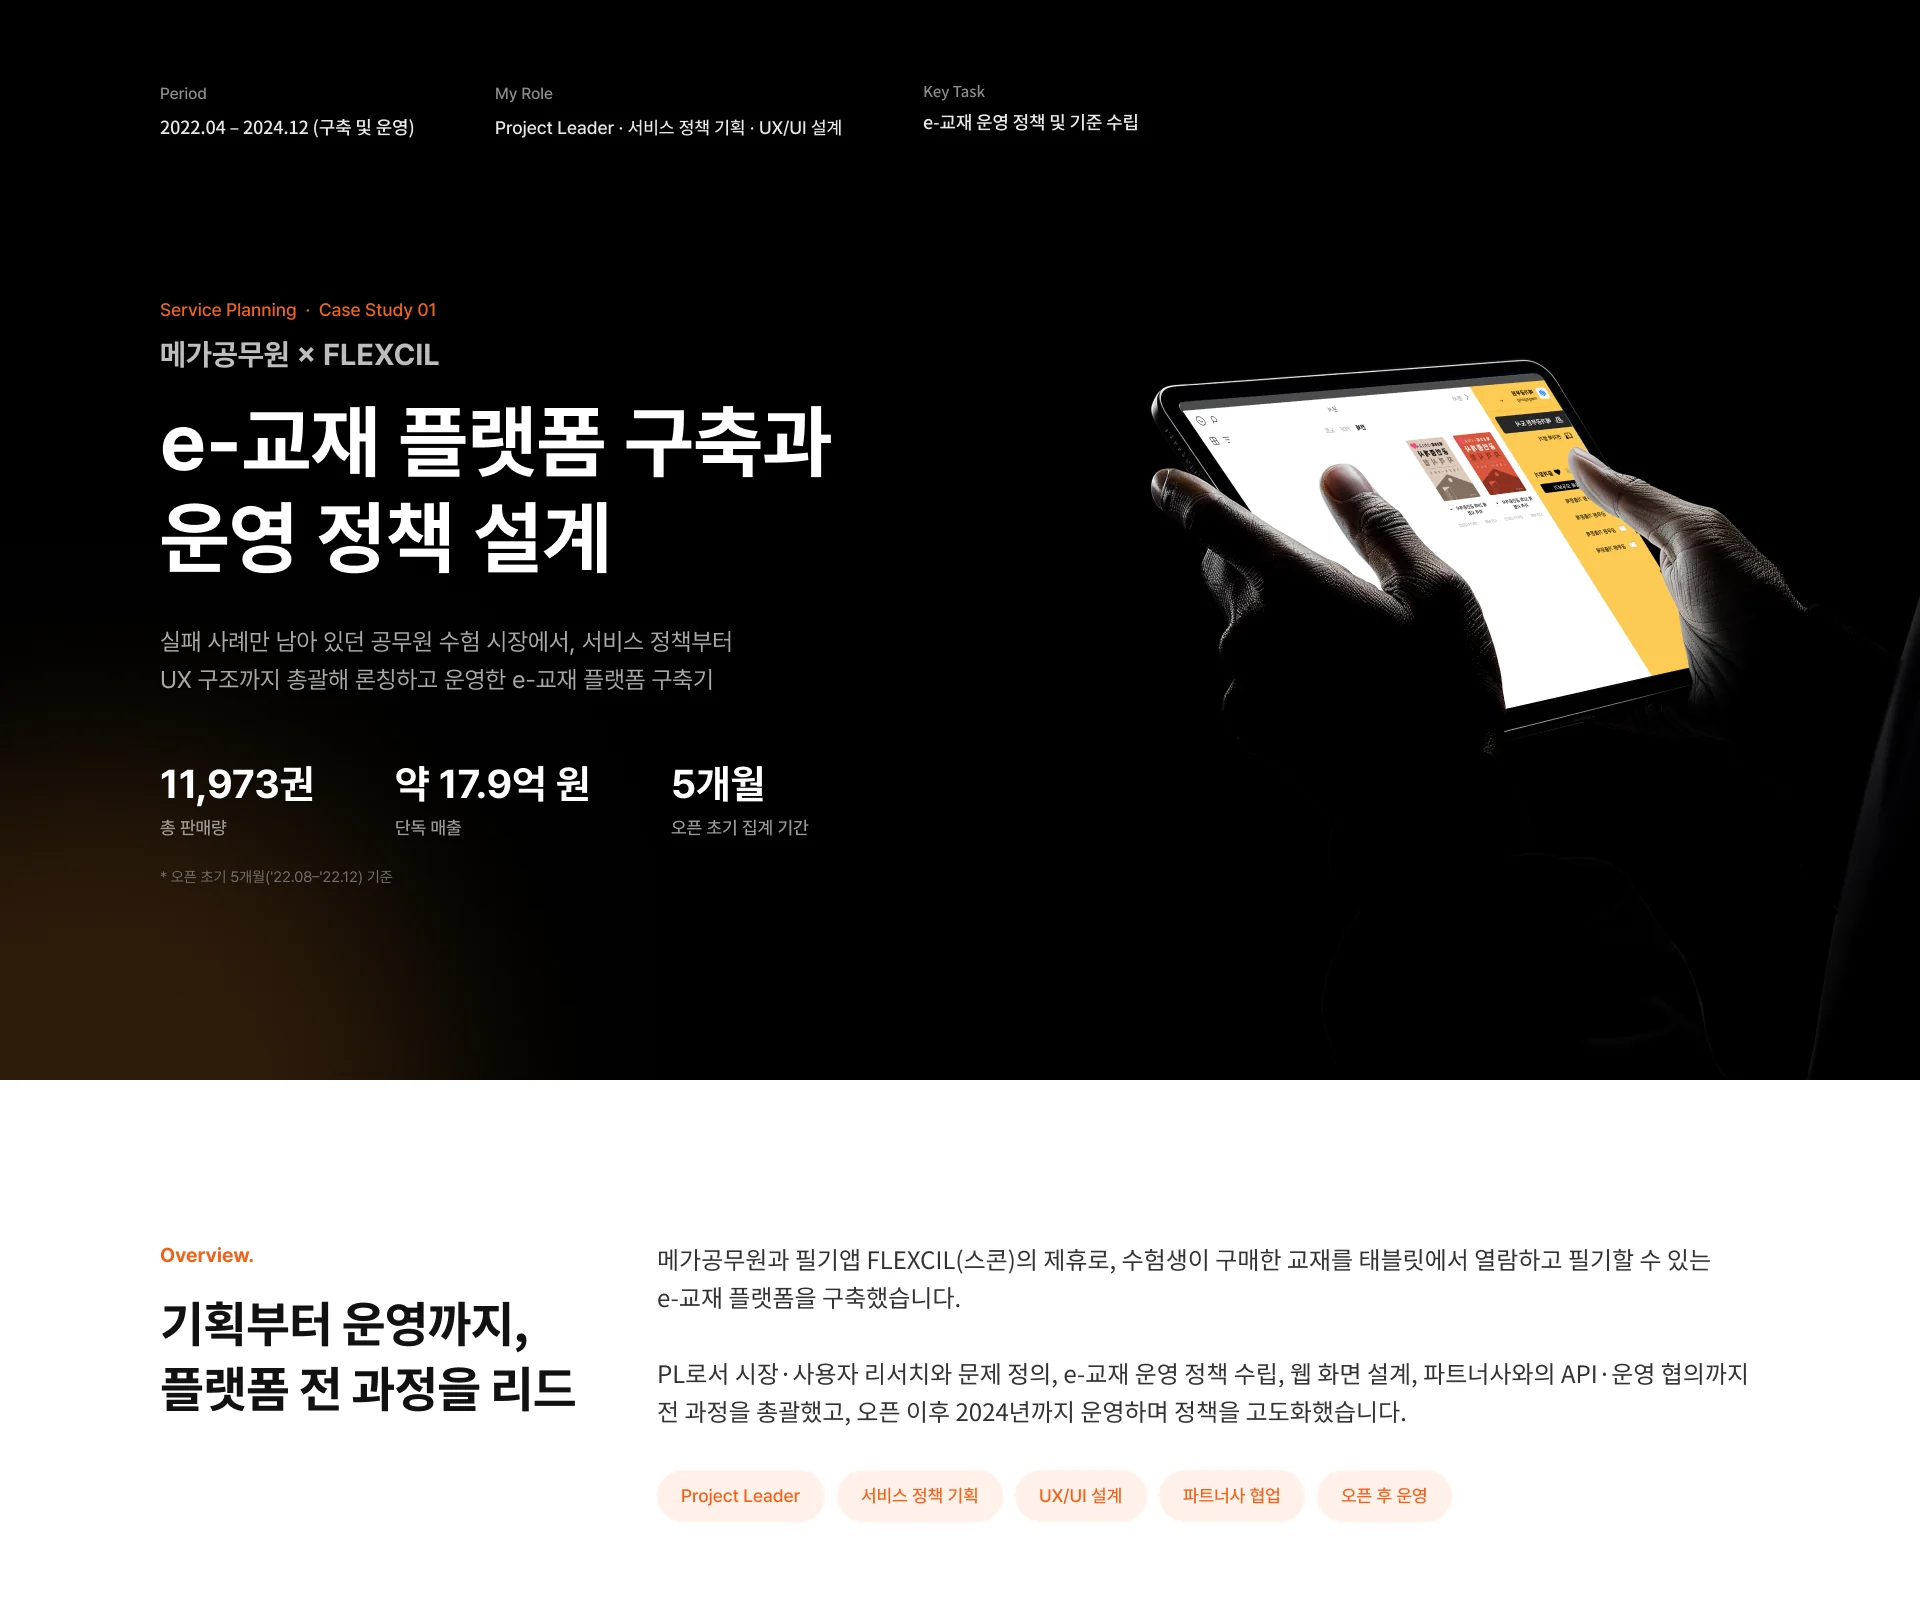 Period
2022.04 – 2024.12 (구축 및 운영)
My Role
Project Leader · 서비스 정책 기획 · UX/UI 설계
Key Task
e-교재 운영 정책 및 기준 수립
Service Planning · Case Study 01
메가공무원 × FLEXCIL
e-교재 플랫폼 구축과
운영 정책 설계
실패 사례만 남아 있던 공무원 수험 시장에서, 서비스 정책부터
UX 구조까지 총괄해 론칭하고 운영한 e-교재 플랫폼 구축기
11,973권
총 판매량
약 17.9억 원
단독 매출
5개월
오픈 초기 집계 기간
* 오픈 초기 5개월('22.08–'22.12) 기준
Overview.
기획부터 운영까지,
플랫폼 전 과정을 리드
메가공무원과 필기앱 FLEXCIL(스콘)의 제휴로, 수험생이 구매한 교재를 태블릿에서 열람하고 필기할 수 있는
e-교재 플랫폼을 구축했습니다.
PL로서 시장·사용자 리서치와 문제 정의, e-교재 운영 정책 수립, 웹 화면 설계, 파트너사와의 API·운영 협의까지
전 과정을 총괄했고, 오픈 이후 2024년까지 운영하며 정책을 고도화했습니다.
Project Leader
서비스 정책 기획
UX/UI 설계
파트너사 협업
오픈 후 운영